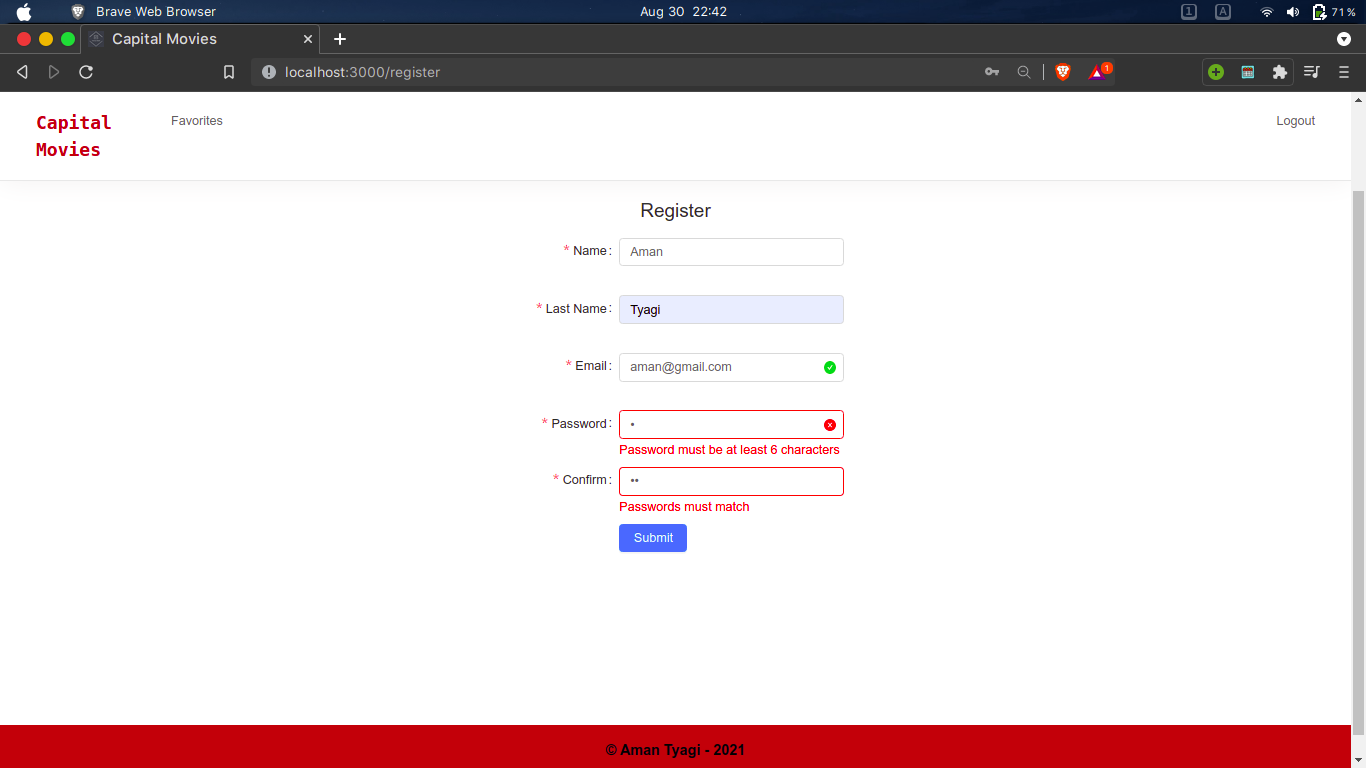 Brave Web Browser
Aug 30 22:42
1
A
71%
Capital Movies
localhost:3000/register
1
Capital
Movies
Favorites
Logout
Register
* Name:
Aman
* Last Name:
Tyagi
* Email:
aman@gmail.com
* Password:
Password must be at least 6 characters
* Confirm:
Passwords must match
Submit
© Aman Tyagi - 2021